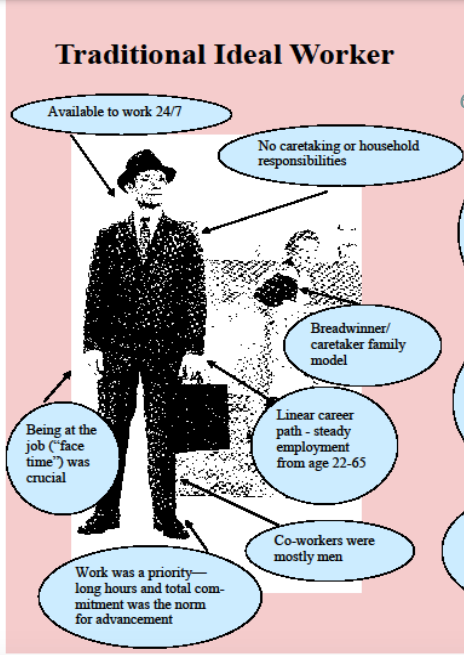 Traditional Ideal Worker
Available to work 24/7
No caretaking or household
responsibilities
Breadwinner/
caretaker family
model
Linear career
path - steady
employment
from age 22-65
Being at the
job (“face
time”) was
crucial
Co-workers were
mostly men
Work was a priority—
long hours and total com-
mitment was the norm
for advancement